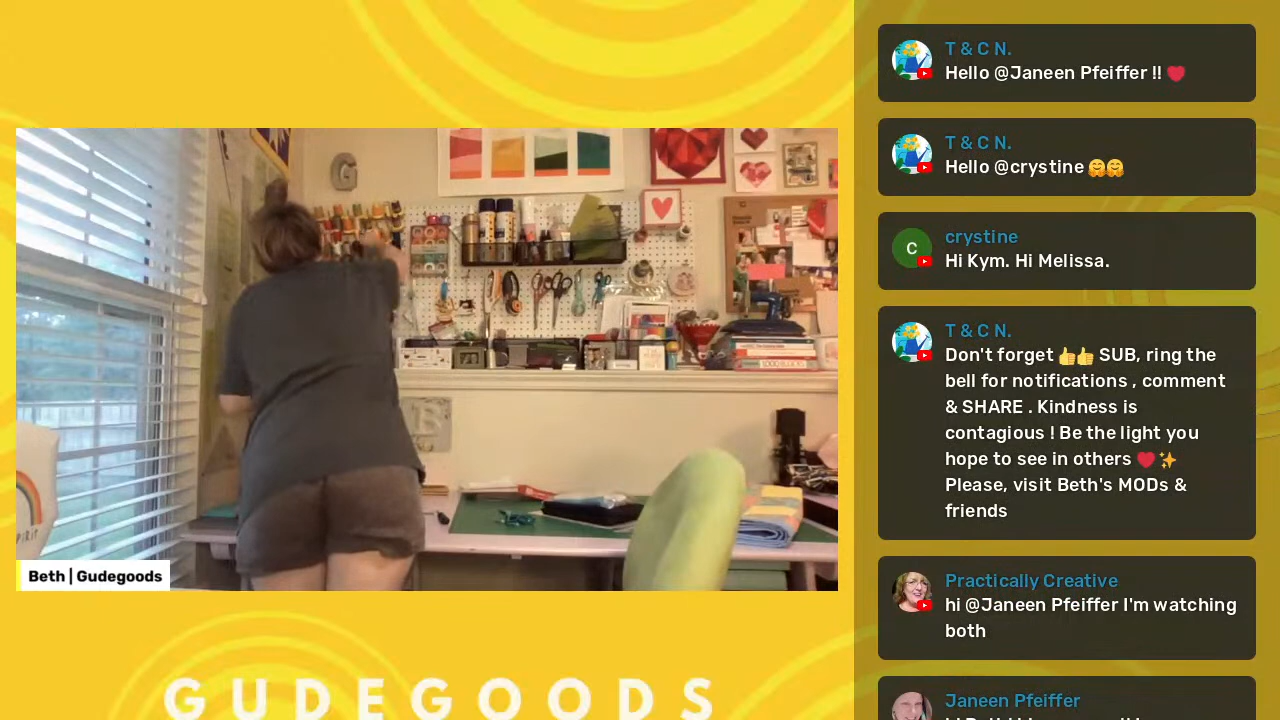 T & C N.
Hello @Janeen Pfeiffer !! ❤️
T & C N.
Hello @crystine 🤗🤗
C
crystine
Hi Kym. Hi Melissa.
T & C N.
Don't forget 👍👍 SUB, ring the
bell for notifications , comment
& SHARE . Kindness is
contagious ! Be the light you
hope to see in others ❤️✨
Please, visit Beth's MODs &
friends
Practically Creative
hi @Janeen Pfeiffer I'm watching
both
Janeen Pfeiffer
G
B
Beth | Gudegoods
GUDEGOODS